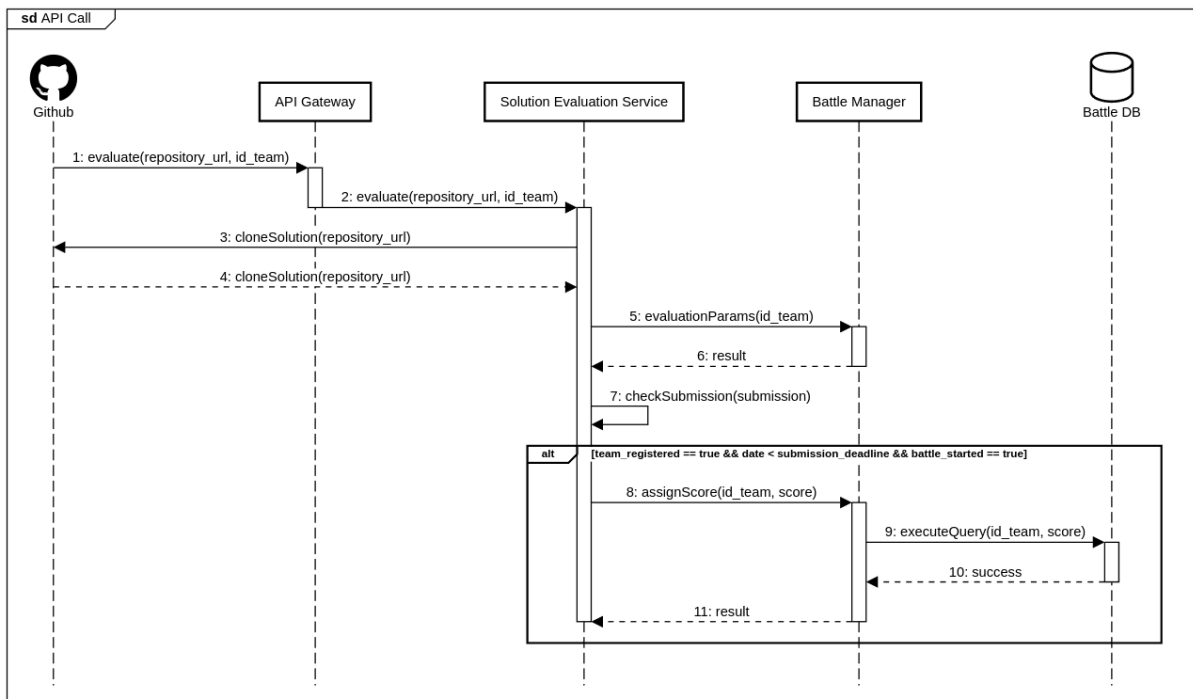 sd API Call
Github
API Gateway
Solution Evaluation Service
Battle Manager
Battle DB
1: evaluate(repository_url, id_team)
2: evaluate(repository_url, id_team)
3: cloneSolution(repository_url)
4: cloneSolution(repository_url)
5: evaluationParams(id_team)
6: result
7: checkSubmission(submission)
alt
[team_registered == true && date < submission_deadline && battle_started == true]
8: assignScore(id_team, score)
9: executeQuery(id_team, score)
10: success
11: result